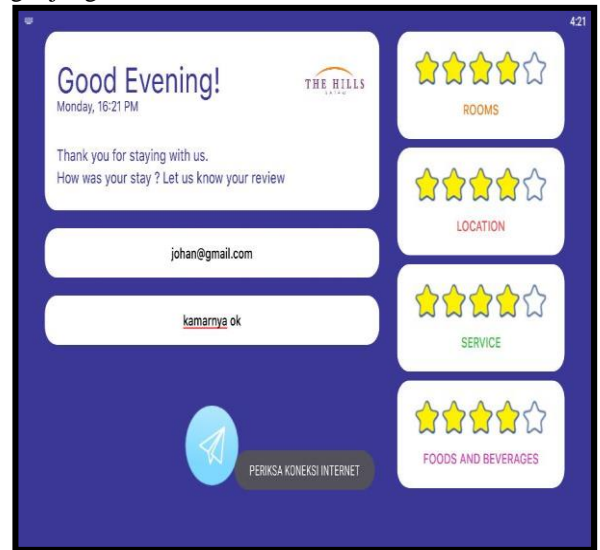 4:21
Good Evening!
Monday, 16:21 PM
THE HILLS
BATAM
Thank you for staying with us.
How was your stay ? Let us know your review
johan@gmail.com
kamarnya ok
PERIKSA KONEKSI INTERNET
ROOMS
LOCATION
SERVICE
FOODS AND BEVERAGES